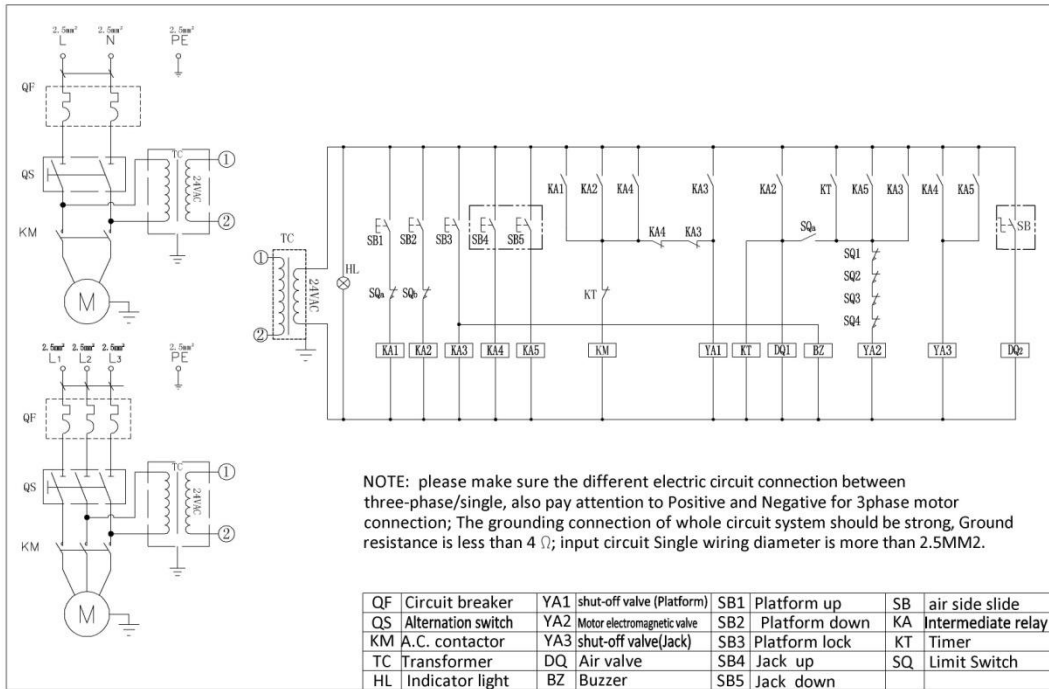 2.5mm² 2.5mm² 2.5mm²
L N PE
QF
QS
TC
24VAC
①
②
KM
M
2.5mm² 2.5mm² 2.5mm² 2.5mm²
L1 L2 L3 PE
QF
QS
TC
24VAC
①
②
KM
M
TC
①
②
24VAC
HL
KA1 KA2 KA4 KA3 KA2 KT KA5 KA3 KA4 KA5
SB1 SB2 SB3 SB4 SB5 KA4 KA3 SQa SB
SQa SQb KT SQ1
SQ2
SQ3
SQ4
KA1 KA2 KA3 KA4 KA5 KM YA1 KT DQ1 BZ YA2 YA3 DQ2
NOTE: please make sure the different electric circuit connection between
three-phase/single, also pay attention to Positive and Negative for 3phase motor
connection; The grounding connection of whole circuit system should be strong, Ground
resistance is less than 4 Ω; input circuit Single wiring diameter is more than 2.5MM2.
QF Circuit breaker YA1 shut-off valve (Platform) SB1 Platform up SB air side slide
QS Alternation switch YA2 Motor electromagnetic valve SB2 Platform down KA Intermediate relay
KM A.C. contactor YA3 shut-off valve(Jack) SB3 Platform lock KT Timer
TC Transformer DQ Air valve SB4 Jack up SQ Limit Switch
HL Indicator light BZ Buzzer SB5 Jack down